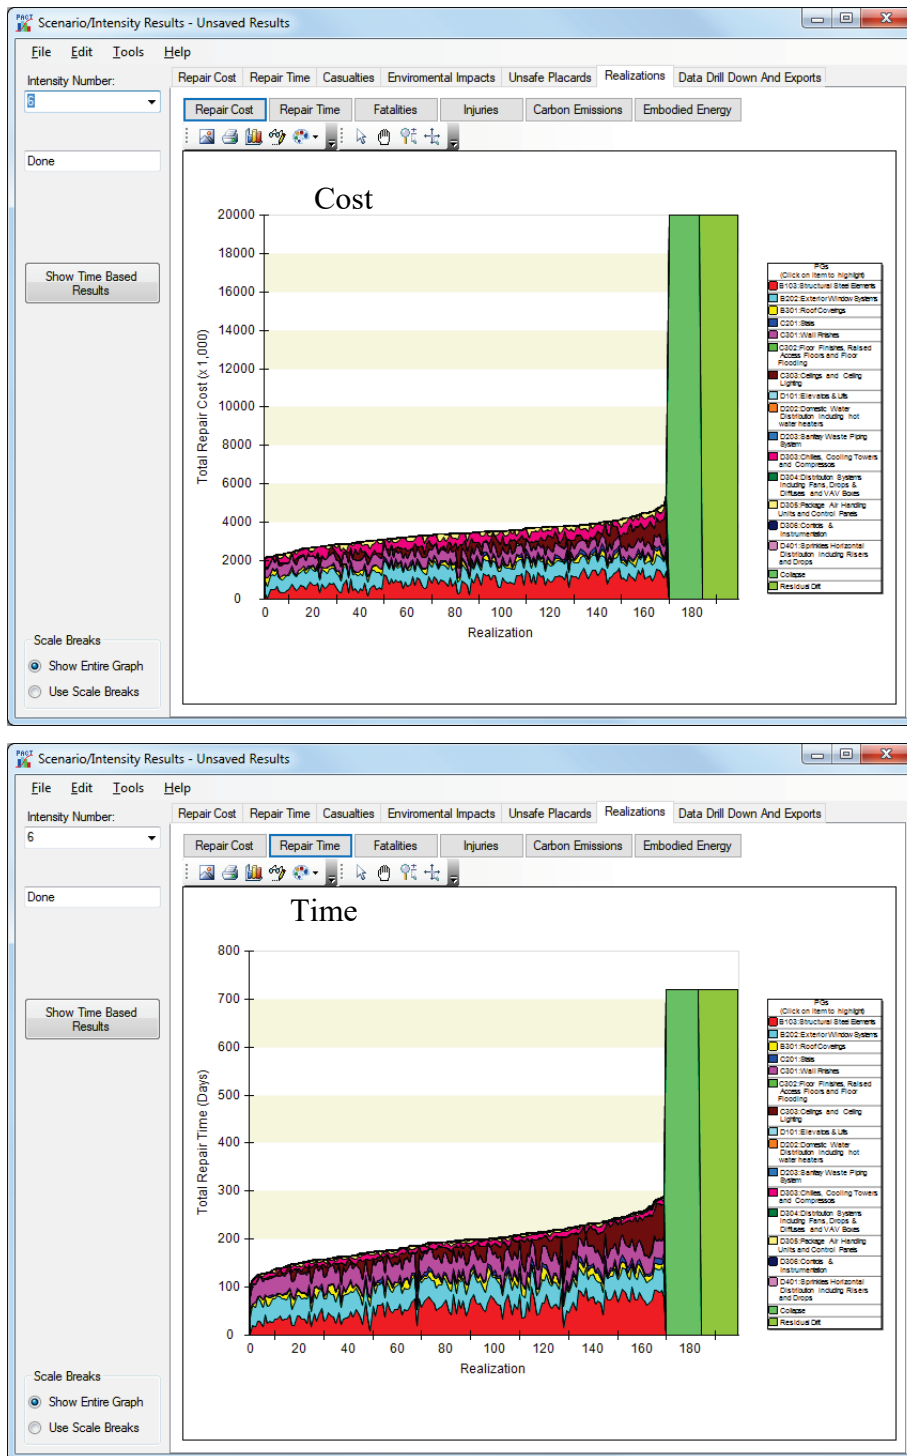 PACT Scenario/Intensity Results - Unsaved Results
File Edit Tools Help
Intensity Number:
6
Done
Show Time Based
Results
Scale Breaks
Show Entire Graph
Use Scale Breaks
Repair Cost Repair Time Casualties Enviromental Impacts Unsafe Placards Realizations Data Drill Down And Exports
Repair Cost Repair Time Fatalities Injuries Carbon Emissions Embodied Energy
Cost
Total Repair Cost (x 1,000)
20000
18000
16000
14000
12000
10000
8000
6000
4000
2000
0
0 20 40 60 80 100 120 140 160 180
Realization
PGs
(Click on item to highlight)
B103:Structural Steel Elements
B202:Exterior Window Systems
B301:Roof Coverings
C201:Stairs
C301:Wall Finishes
C302:Floor Finishes, Raised
Access Floors and Floor
Flooding
C303:Ceilings and Ceiling
Lighting
D101:Elevators & Lifts
D202:Domestic Water
Distribution Including hot
water heaters
D203:Sanitary Waste Piping
System
D303:Chillers, Cooling Towers
and Compressors
D304:Distribution Systems
Including Fans, Drops &
Diffusers and VAV Boxes
D305:Package Air Handling
Units and Control Panels
D306:Controls &
Instrumentation
D401:Sprinklers Horizontal
Distribution Including Risers
and Drops
Collapse
Residual Drift
PACT Scenario/Intensity Results - Unsaved Results
File Edit Tools Help
Intensity Number:
6
Done
Show Time Based
Results
Scale Breaks
Show Entire Graph
Use Scale Breaks
Repair Cost Repair Time Casualties Enviromental Impacts Unsafe Placards Realizations Data Drill Down And Exports
Repair Cost Repair Time Fatalities Injuries Carbon Emissions Embodied Energy
Time
Total Repair Time (Days)
800
700
600
500
400
300
200
100
0
0 20 40 60 80 100 120 140 160 180
Realization
PGs
(Click on item to highlight)
B103:Structural Steel Elements
B202:Exterior Window Systems
B301:Roof Coverings
C201:Stairs
C301:Wall Finishes
C302:Floor Finishes, Raised
Access Floors and Floor
Flooding
C303:Ceilings and Ceiling
Lighting
D101:Elevators & Lifts
D202:Domestic Water
Distribution Including hot
water heaters
D203:Sanitary Waste Piping
System
D303:Chillers, Cooling Towers
and Compressors
D304:Distribution Systems
Including Fans, Drops &
Diffusers and VAV Boxes
D305:Package Air Handling
Units and Control Panels
D306:Controls &
Instrumentation
D401:Sprinklers Horizontal
Distribution Including Risers
and Drops
Collapse
Residual Drift